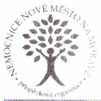 NEMOCNICE NOVÉ MĚSTO NA MORAVĚ
příspěvková organizace